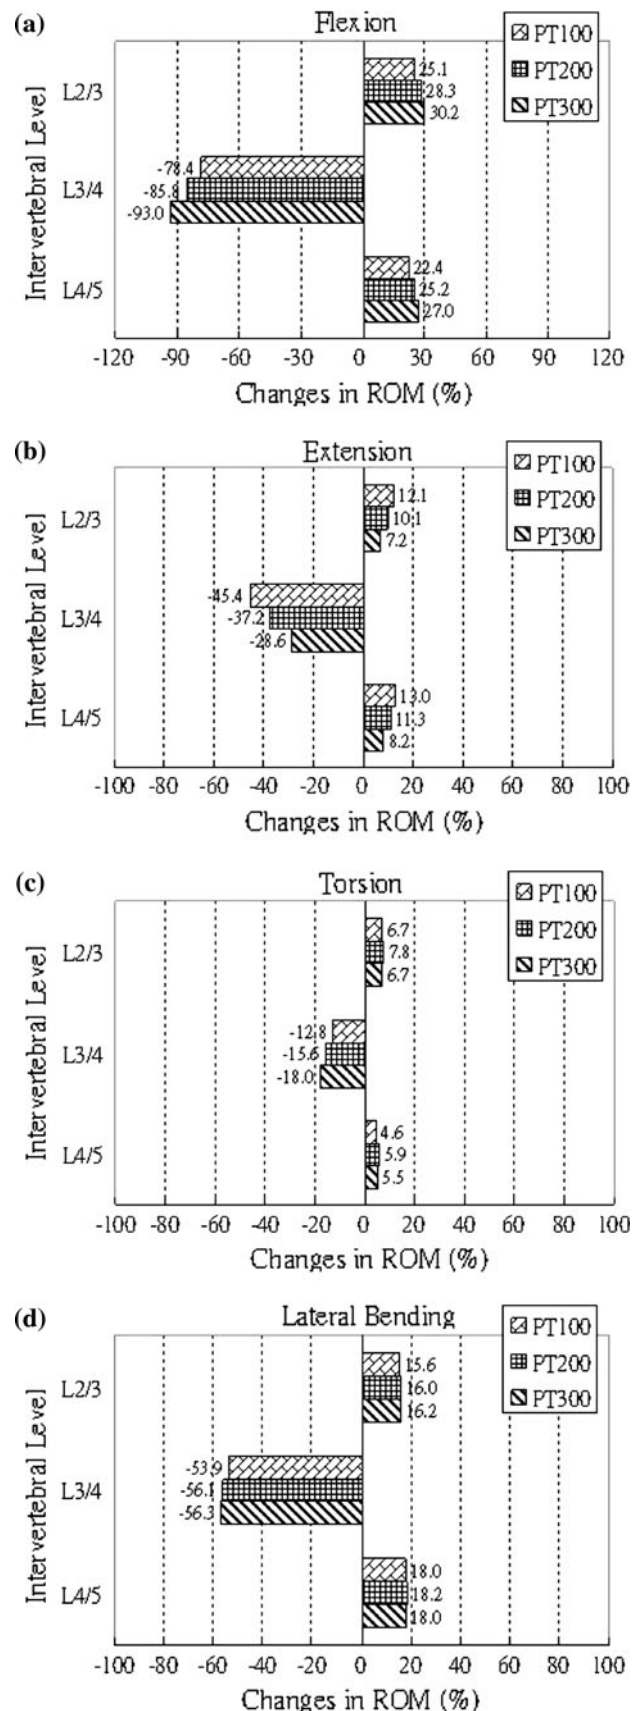 (a) Flexion
PT100
PT200
PT300
Intervertebral Level
L2/3
25.1
28.3
30.2
L3/4
-78.4
-85.8
-93.0
L4/5
22.4
25.2
27.0
-120 -90 -60 -30 0 30 60 90 120
Changes in ROM (%)
(b) Extension
PT100
PT200
PT300
Intervertebral Level
L2/3
12.1
10.1
7.2
L3/4
-45.4
-37.2
-28.6
L4/5
13.0
11.3
8.2
-100 -80 -60 -40 -20 0 20 40 60 80 100
Changes in ROM (%)
(c) Torsion
PT100
PT200
PT300
Intervertebral Level
L2/3
6.7
7.8
6.7
L3/4
-12.8
-15.6
-18.0
L4/5
4.6
5.9
5.5
-100 -80 -60 -40 -20 0 20 40 60 80 100
Changes in ROM (%)
(d) Lateral Bending
PT100
PT200
PT300
Intervertebral Level
L2/3
15.6
16.0
16.2
L3/4
-53.9
-56.1
-56.3
L4/5
18.0
18.2
18.0
-100 -80 -60 -40 -20 0 20 40 60 80 100
Changes in ROM (%)